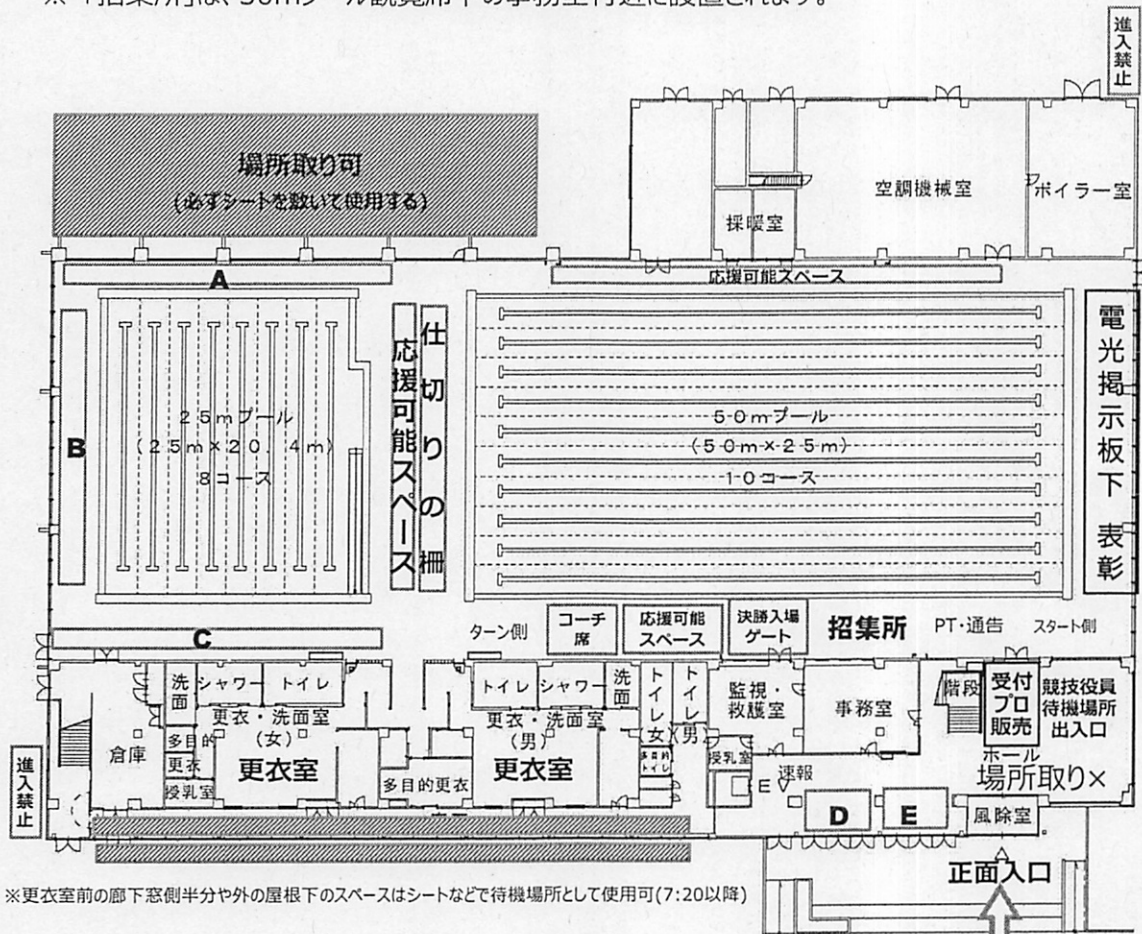 ※「招集所」は、50mプール観覧席下の事務室付近に設置されます。
進入禁止
場所取り可
(必ずシートを敷いて使用する)
採暖室
空調機械室
ボイラー室
A
応援可能スペース
B
25mプール
(25m×20.4m)
8コース
応援可能スペース
仕切りの柵
50mプール
(50m×25m)
10コース
電光掲示板下 表彰
C
ターン側
コーチ席
応援可能
スペース
決勝入場
ゲート
招集所
PT・通告
スタート側
倉庫
洗面
シャワー
トイレ
更衣・洗面室
(女)
多目的
更衣
授乳室
更衣室
多目的更衣
トイレ
シャワー
洗面
更衣・洗面室
(男)
更衣室
トイレ(女)
トイレ(男)
多目的
トイレ
監視・
救護室
授乳室
EV
事務室
速報
階段
受付
プロ
販売
競技役員
待機場所
出入口
ホール
場所取り×
D
E
風除室
進入禁止
正面入口
※更衣室前の廊下窓側半分や外の屋根下のスペースはシートなどで待機場所として使用可(7:20以降)